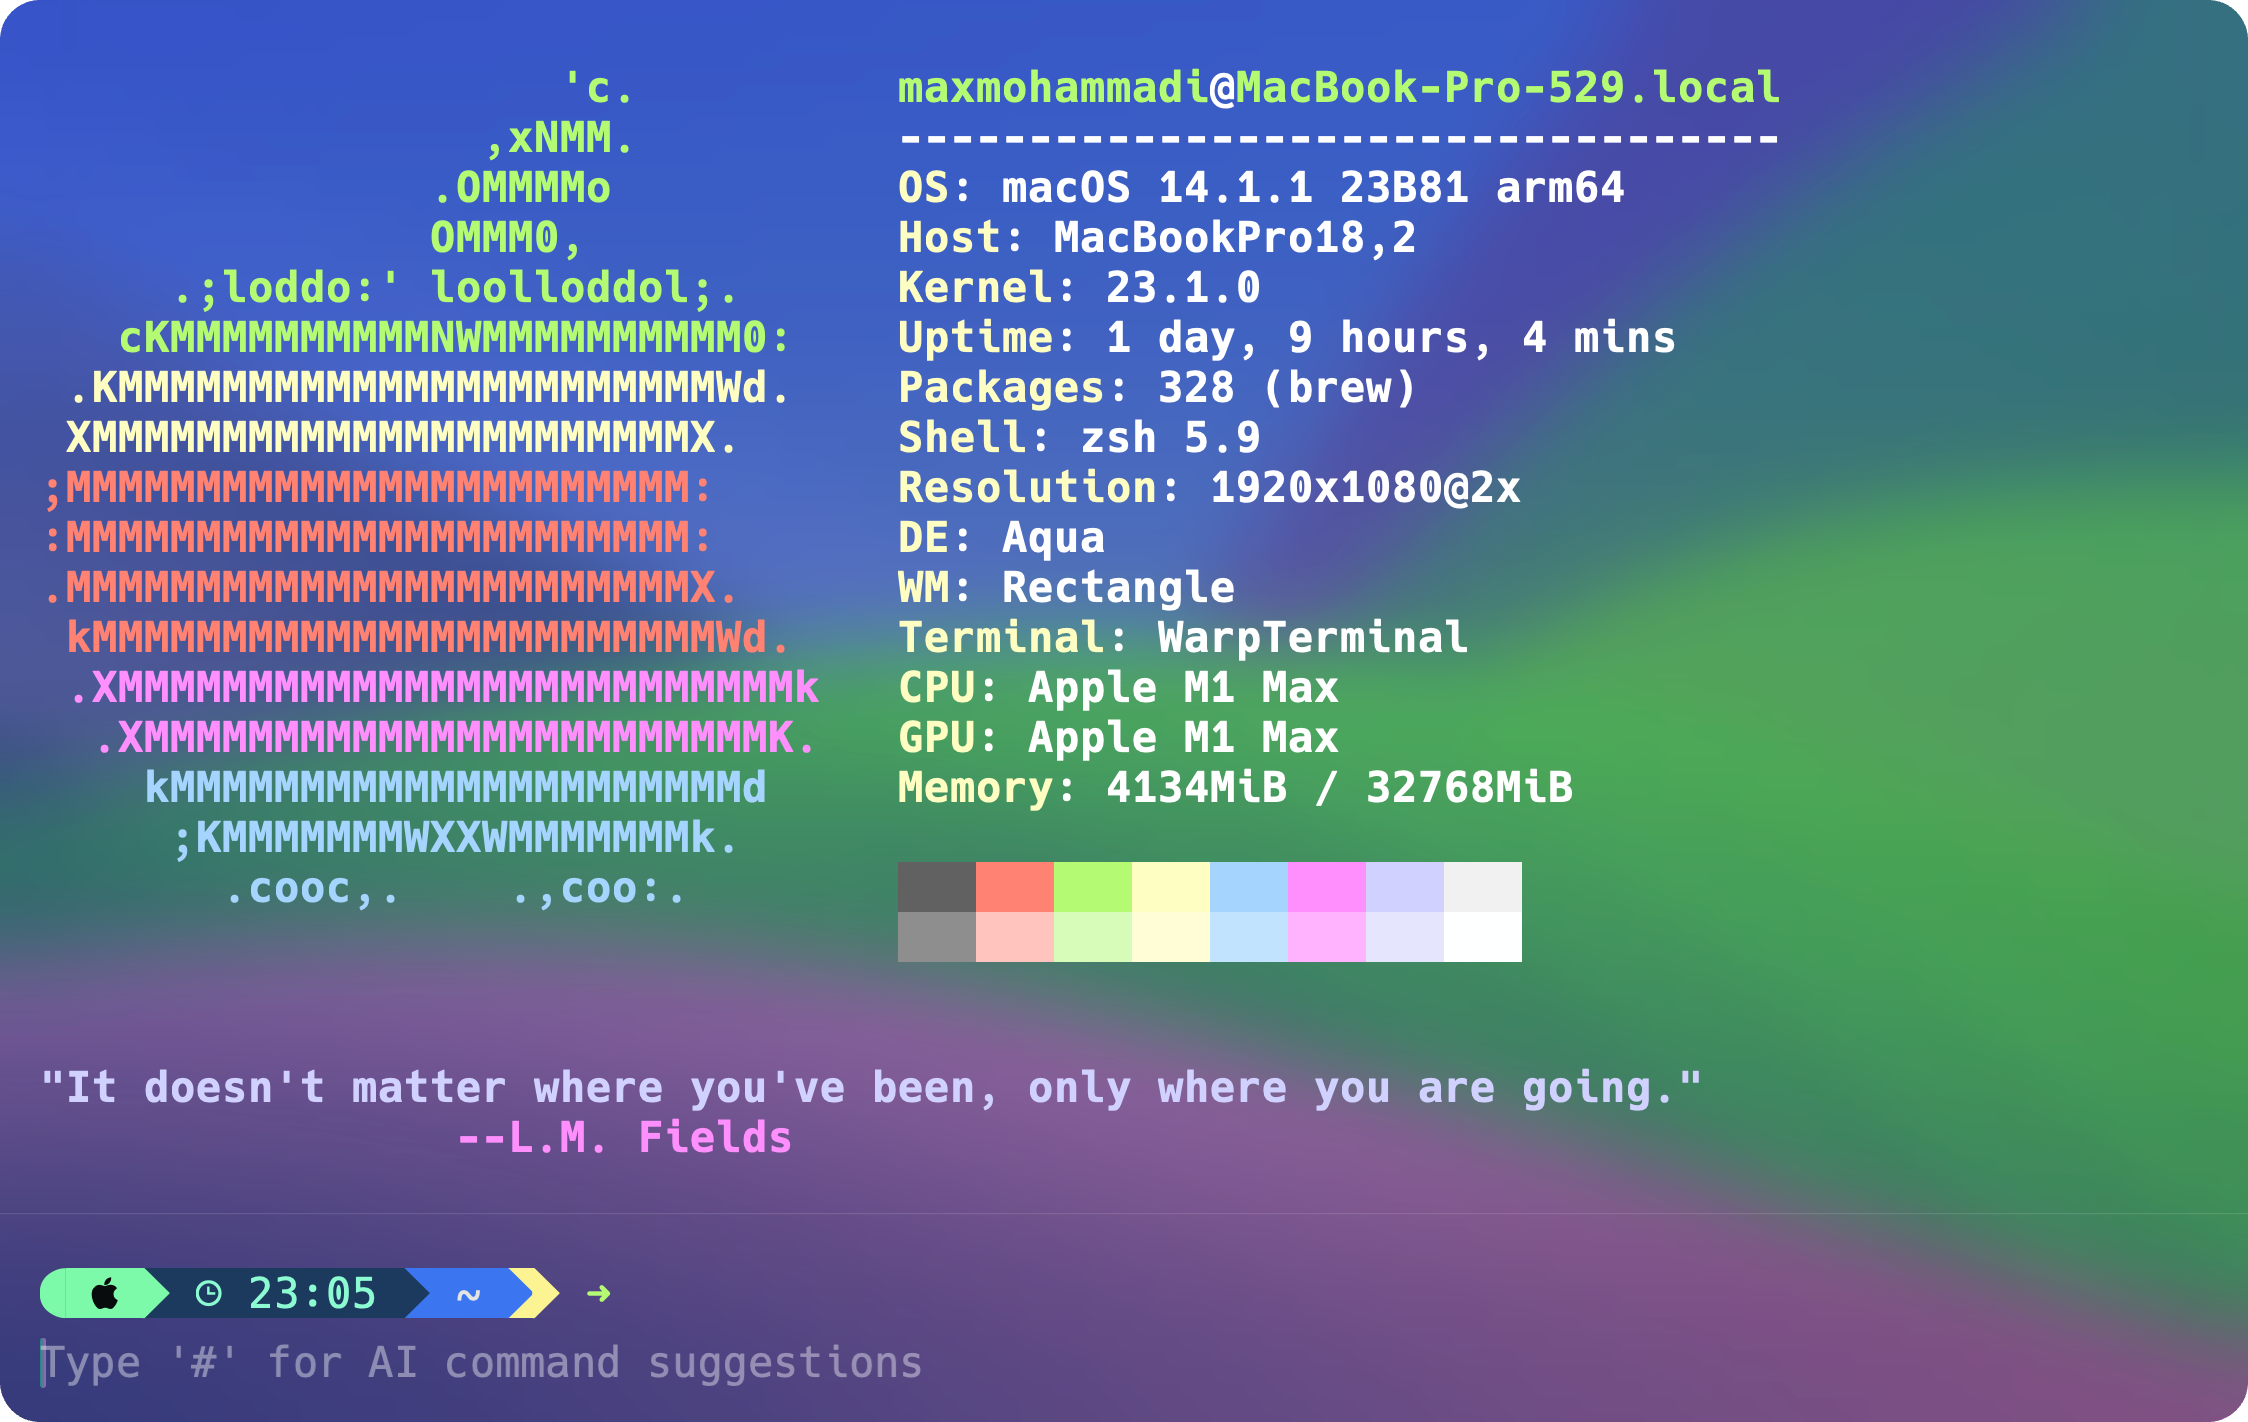 'c.
,xNMM.
.OMMMMo
OMMM0,
.;loddo:' loolloddol;.
cKMMMMMMMMMMNWMMMMMMMMMM0:
.KMMMMMMMMMMMMMMMMMMMMMMMWd.
XMMMMMMMMMMMMMMMMMMMMMMMX.
;MMMMMMMMMMMMMMMMMMMMMMMM:
:MMMMMMMMMMMMMMMMMMMMMMMM:
.MMMMMMMMMMMMMMMMMMMMMMMMX.
kMMMMMMMMMMMMMMMMMMMMMMMMWd.
.XMMMMMMMMMMMMMMMMMMMMMMMMMMk
.XMMMMMMMMMMMMMMMMMMMMMMMMK.
kMMMMMMMMMMMMMMMMMMMMMMd
;KMMMMMMMWXXWMMMMMMMk.
.cooc,.    .,coo:.
maxmohammadi@MacBook-Pro-529.local
----------------------------------
OS: macOS 14.1.1 23B81 arm64
Host: MacBookPro18,2
Kernel: 23.1.0
Uptime: 1 day, 9 hours, 4 mins
Packages: 328 (brew)
Shell: zsh 5.9
Resolution: 1920x1080@2x
DE: Aqua
WM: Rectangle
Terminal: WarpTerminal
CPU: Apple M1 Max
GPU: Apple M1 Max
Memory: 4134MiB / 32768MiB
"It doesn't matter where you've been, only where you are going."
--L.M. Fields
23:05 ~ ➜
Type '#' for AI command suggestions